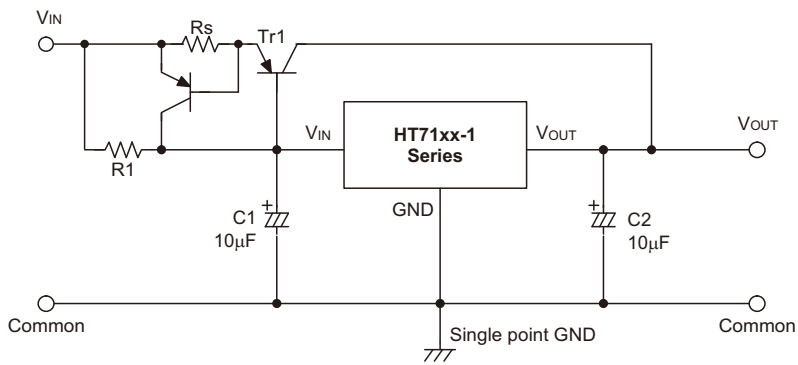 VIN
Rs
Tr1
R1
VIN
HT71xx-1
Series
VOUT
VOUT
GND
C1
10μF
C2
10μF
Common
Single point GND
Common